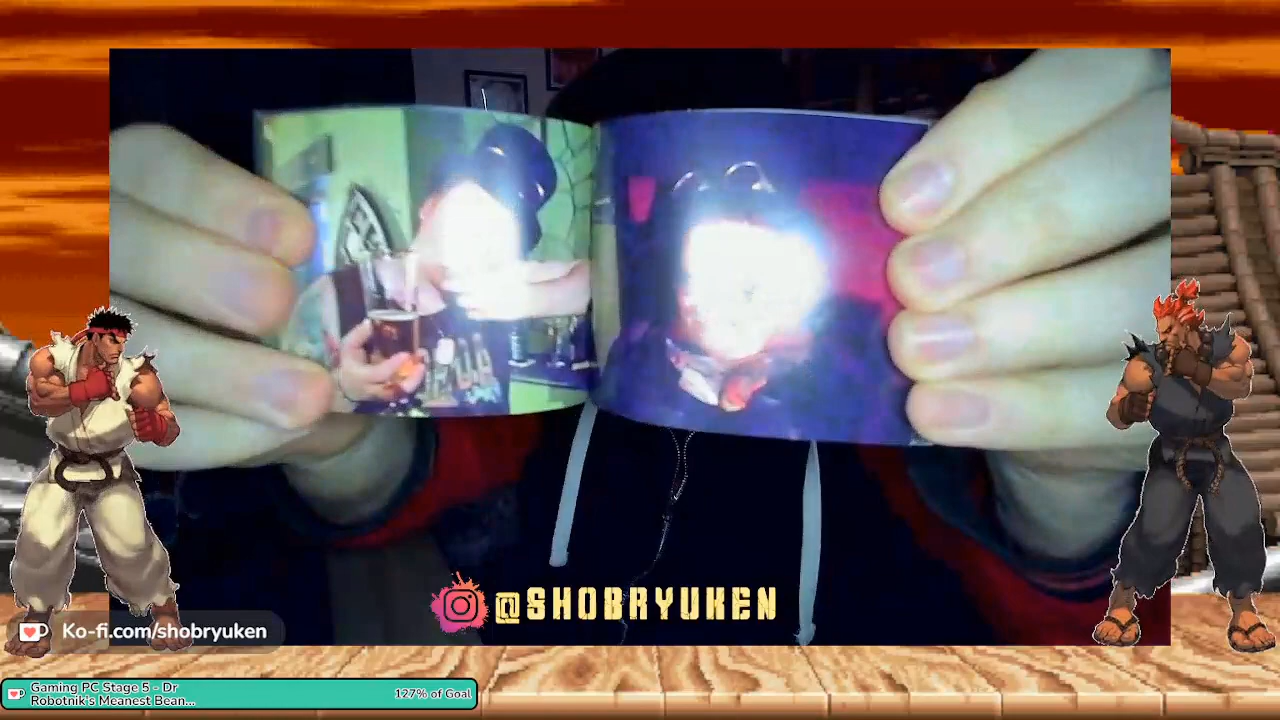 @SHOBRYUKEN
Ko-fi.com/shobryuken
Gaming PC Stage 5 - Dr
Robotnik's Meanest Bean...
127% of Goal